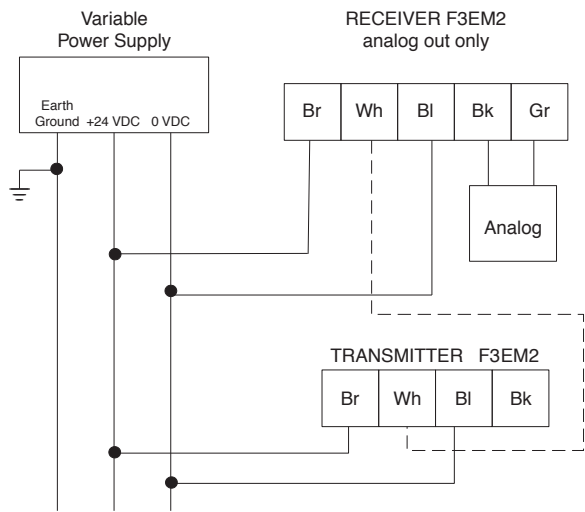 Variable
Power Supply
Earth
Ground +24 VDC 0 VDC
RECEIVER F3EM2
analog out only
Br Wh Bl Bk Gr
Analog
TRANSMITTER F3EM2
Br Wh Bl Bk